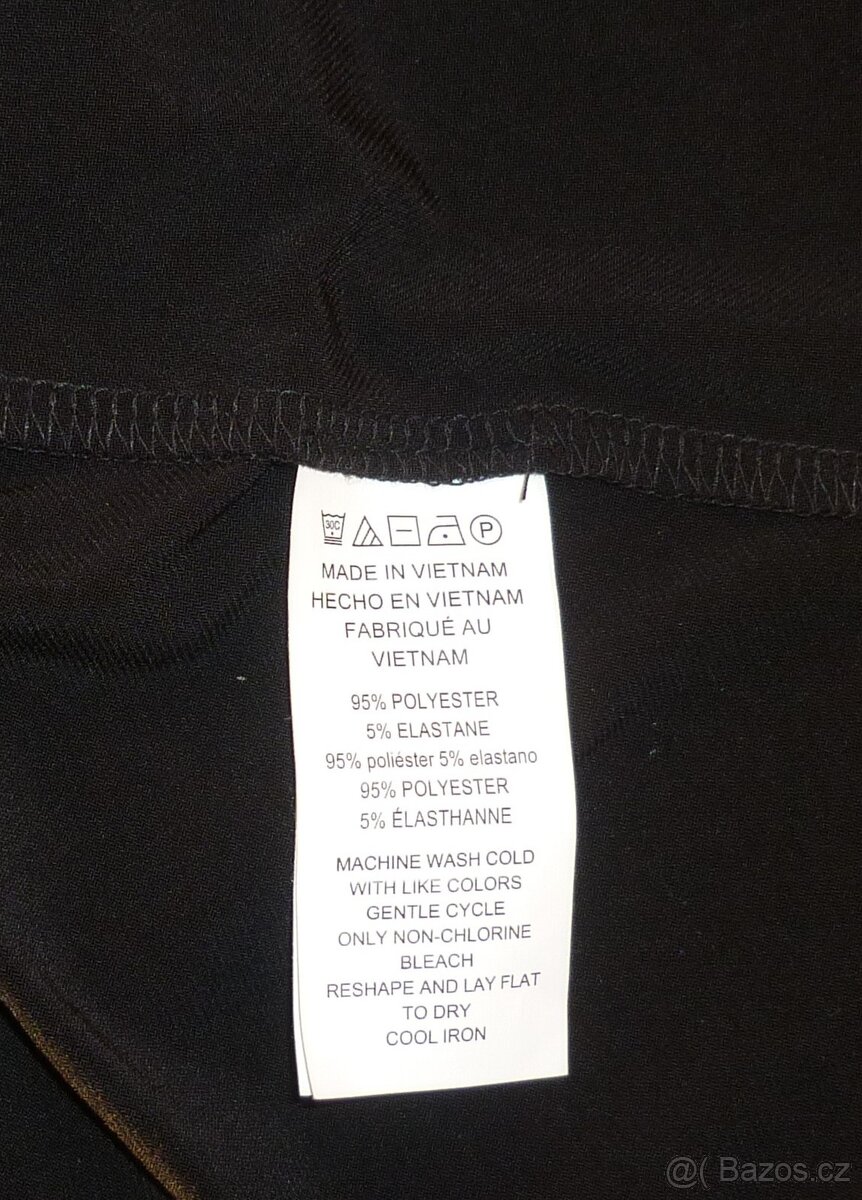 30C
P
MADE IN VIETNAM
HECHO EN VIETNAM
FABRIQUÉ AU
VIETNAM
95% POLYESTER
5% ELASTANE
95% poliéster 5% elastano
95% POLYESTER
5% ÉLASTHANNE
MACHINE WASH COLD
WITH LIKE COLORS
GENTLE CYCLE
ONLY NON-CHLORINE
BLEACH
RESHAPE AND LAY FLAT
TO DRY
COOL IRON
@( Bazos.cz